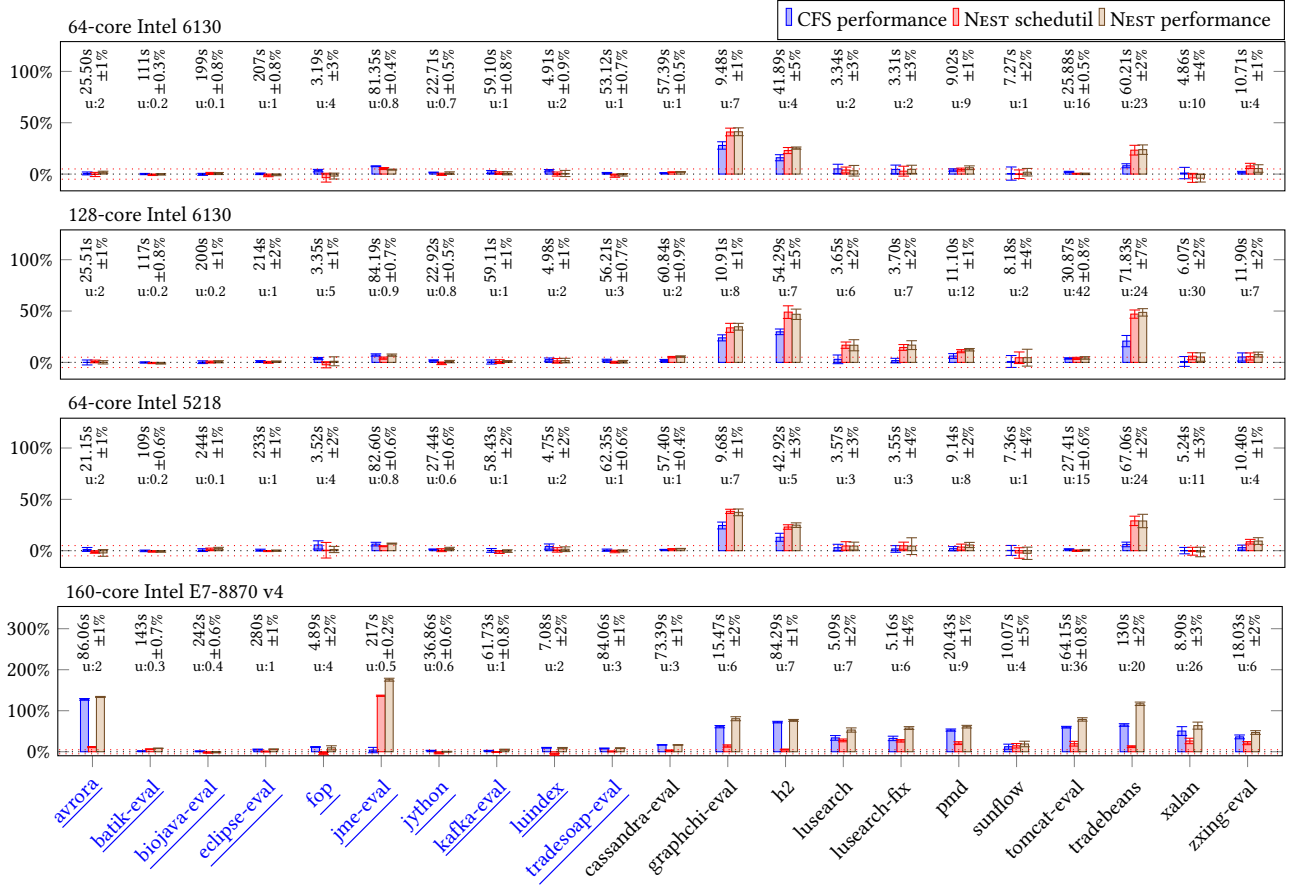 CFS performance NEST schedutil NEST performance
64-core Intel 6130
100%
50%
0%
25.50s ±1% u:2
111s ±0.3% u:0.2
199s ±0.8% u:0.1
207s ±0.8% u:1
3.19s ±3% u:4
81.35s ±0.4% u:0.8
22.71s ±0.5% u:0.7
59.10s ±0.8% u:1
4.91s ±0.9% u:2
53.12s ±0.7% u:1
57.39s ±0.5% u:1
9.48s ±1% u:7
41.89s ±5% u:4
3.34s ±3% u:2
3.31s ±3% u:2
9.02s ±1% u:9
7.27s ±2% u:1
25.88s ±0.5% u:16
60.21s ±2% u:23
4.86s ±4% u:10
10.71s ±1% u:4
128-core Intel 6130
100%
50%
0%
25.51s ±1% u:2
117s ±0.8% u:0.2
200s ±1% u:0.2
214s ±2% u:1
3.35s ±1% u:5
84.19s ±0.7% u:0.9
22.92s ±0.5% u:0.8
59.11s ±1% u:1
4.98s ±1% u:2
56.21s ±0.7% u:3
60.84s ±0.9% u:2
10.91s ±1% u:8
54.29s ±5% u:7
3.65s ±2% u:6
3.70s ±2% u:7
11.10s ±1% u:12
8.18s ±4% u:2
30.87s ±0.8% u:42
71.83s ±7% u:24
6.07s ±2% u:30
11.90s ±2% u:7
64-core Intel 5218
100%
50%
0%
21.15s ±1% u:2
109s ±0.6% u:0.2
244s ±1% u:0.1
233s ±1% u:1
3.52s ±2% u:4
82.60s ±0.6% u:0.8
27.44s ±0.6% u:0.6
58.43s ±2% u:1
4.75s ±2% u:2
62.35s ±0.6% u:1
57.40s ±0.4% u:1
9.68s ±1% u:7
42.92s ±3% u:5
3.57s ±3% u:3
3.55s ±4% u:3
9.14s ±2% u:8
7.36s ±4% u:1
27.41s ±0.6% u:15
67.06s ±2% u:24
5.24s ±3% u:11
10.40s ±1% u:4
160-core Intel E7-8870 v4
300%
200%
100%
0%
86.06s ±1% u:2
143s ±0.7% u:0.3
242s ±0.6% u:0.4
280s ±1% u:1
4.89s ±2% u:4
217s ±0.2% u:0.5
36.86s ±0.6% u:0.6
61.73s ±0.8% u:1
7.08s ±2% u:2
84.06s ±1% u:3
73.39s ±1% u:3
15.47s ±2% u:6
84.29s ±1% u:7
5.09s ±2% u:7
5.16s ±4% u:6
20.43s ±1% u:9
10.07s ±5% u:4
64.15s ±0.8% u:36
130s ±2% u:20
8.90s ±3% u:26
18.03s ±2% u:6
avrora
batik-eval
biojava-eval
eclipse-eval
fop
jme-eval
jython
kafka-eval
luindex
tradesoap-eval
cassandra-eval
graphchi-eval
h2
lusearch
lusearch-fix
pmd
sunflow
tomcat-eval
tradebeans
xalan
zxing-eval